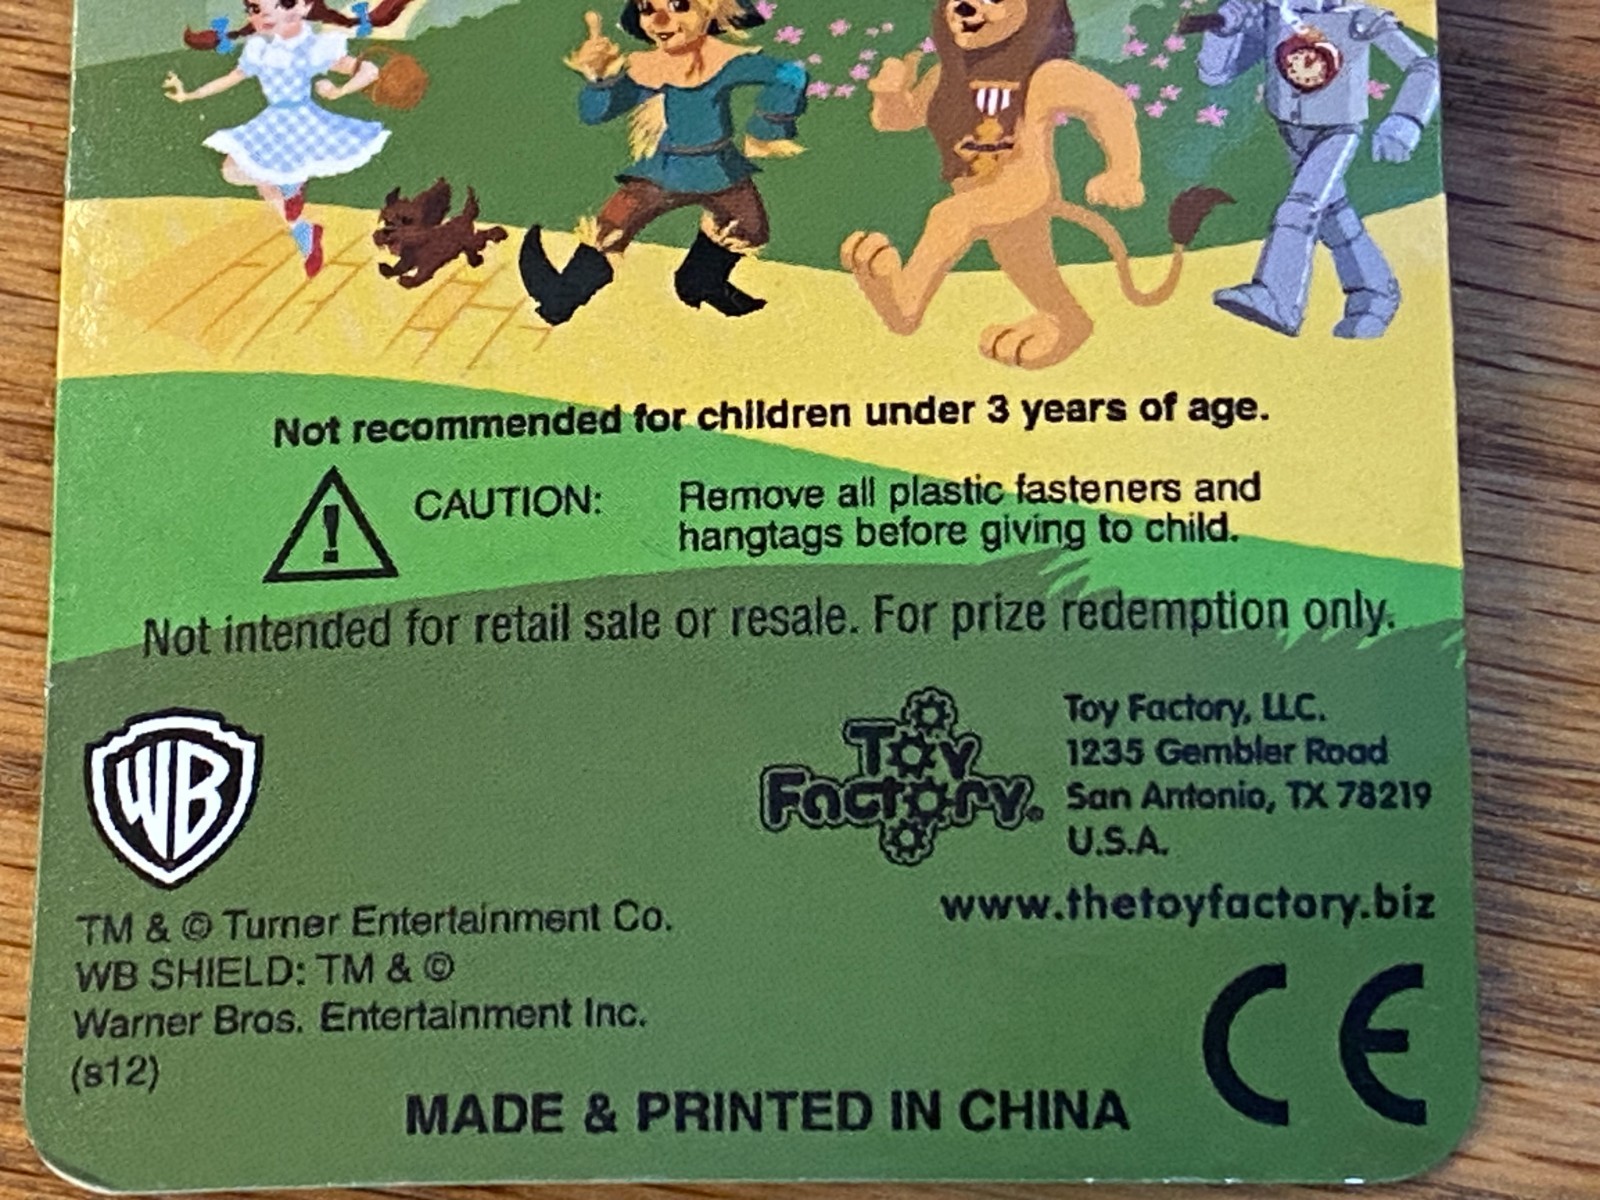 Not recommended for children under 3 years of age.
CAUTION: Remove all plastic fasteners and
hangtags before giving to child.
Not intended for retail sale or resale. For prize redemption only.
WB
Toy
Factory®
Toy Factory, LLC.
1235 Gembler Road
San Antonio, TX 78219
U.S.A.
www.thetoyfactory.biz
TM & © Turner Entertainment Co.
WB SHIELD: TM & ©
Warner Bros. Entertainment Inc.
(s12)
CE
MADE & PRINTED IN CHINA